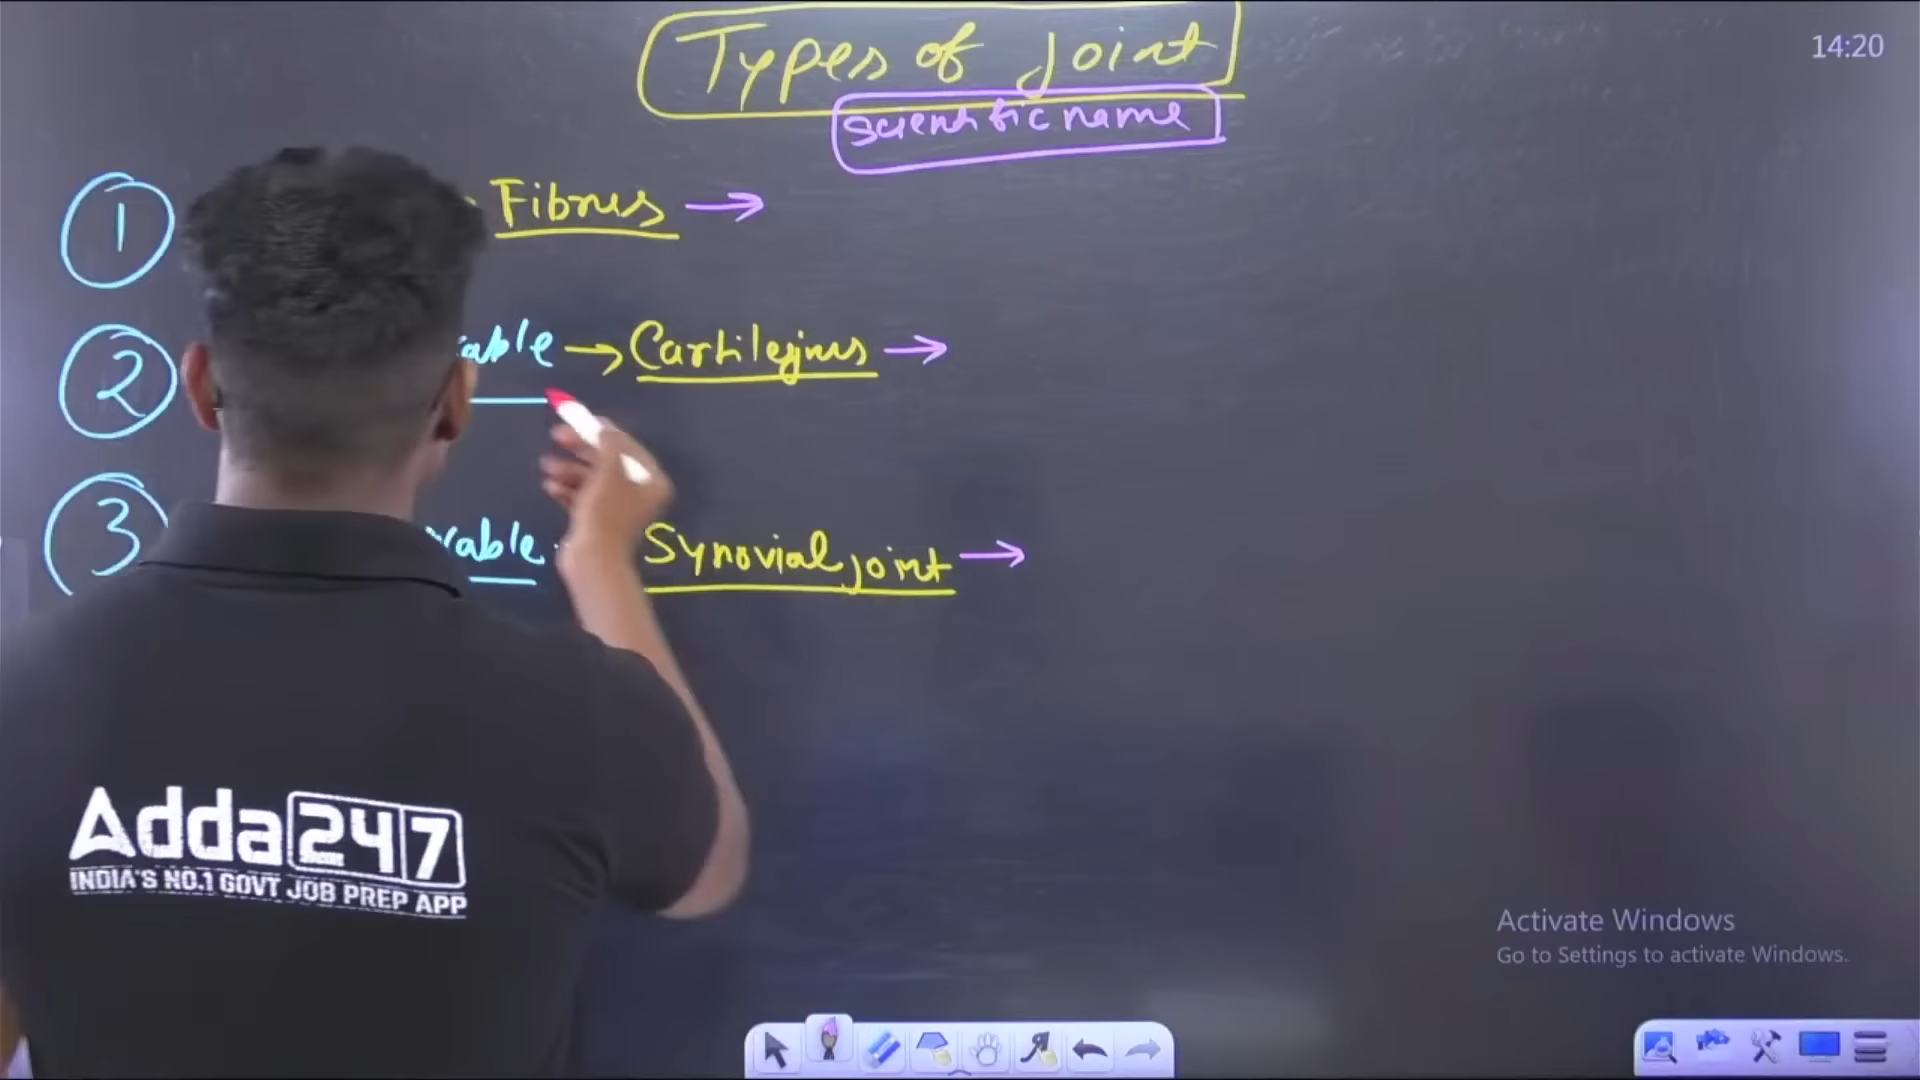 Types of joint
14:20
scientific name
1 Fibrus →
2 able → Cartilegius →
3 able Synovial joint →
Adda247
INDIA'S NO.1 GOVT JOB PREP APP
Activate Windows
Go to Settings to activate Windows.